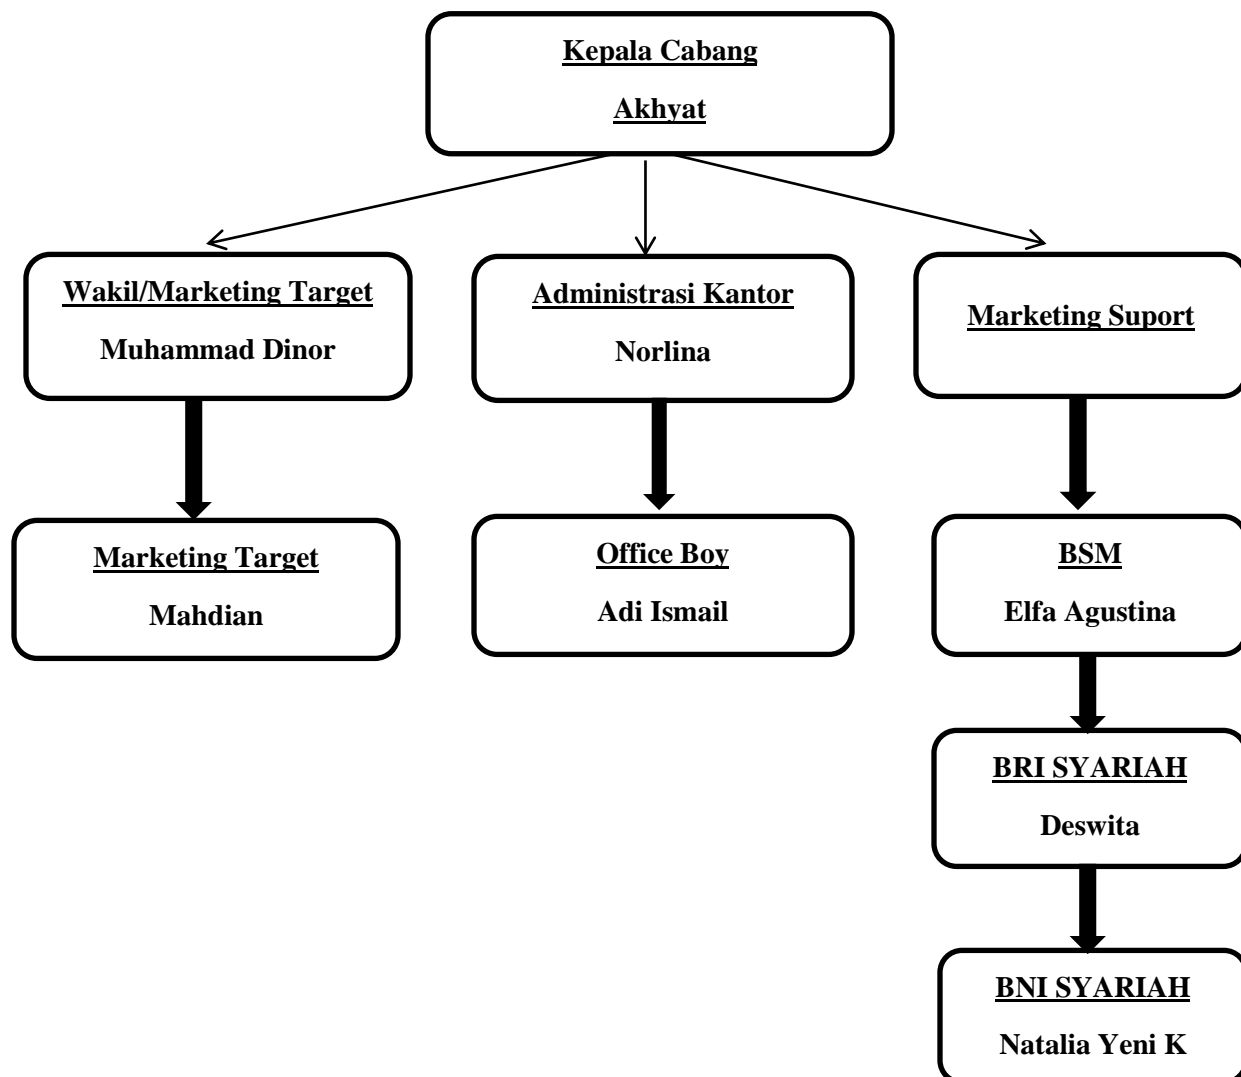 Kepala Cabang
Akhyat
Wakil/Marketing Target
Muhammad Dinor
Administrasi Kantor
Norlina
Marketing Suport
Marketing Target
Mahdian
Office Boy
Adi Ismail
BSM
Elfa Agustina
BRI SYARIAH
Deswita
BNI SYARIAH
Natalia Yeni K